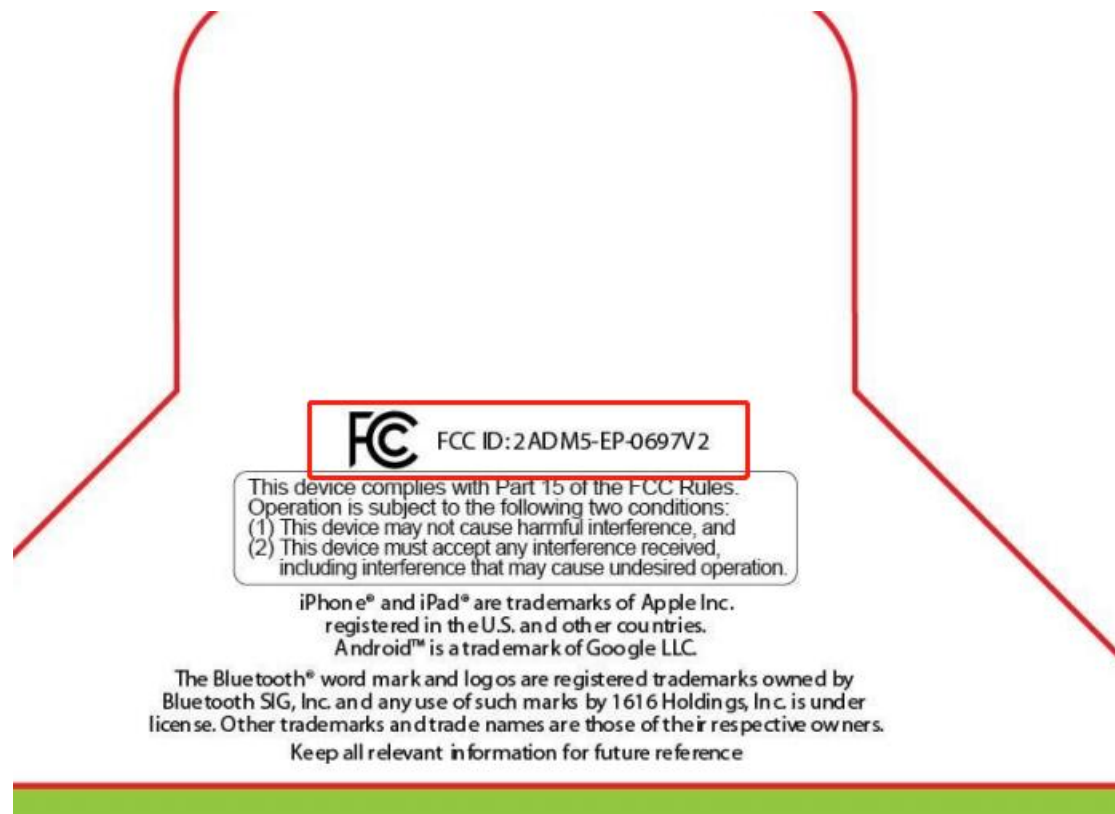 FCC FCC ID:2ADM5-EP-0697V2
This device complies with Part 15 of the FCC Rules.
Operation is subject to the following two conditions:
(1) This device may not cause harmful interference, and
(2) This device must accept any interference received,
including interference that may cause undesired operation.
iPhone® and iPad® are trademarks of Apple Inc.
registered in the U.S. and other countries.
Android™ is a trademark of Google LLC.
The Bluetooth® word mark and logos are registered trademarks owned by
Bluetooth SIG, Inc. and any use of such marks by 1616 Holdings, Inc. is under
license. Other trademarks and trade names are those of their respective owners.
Keep all relevant information for future reference